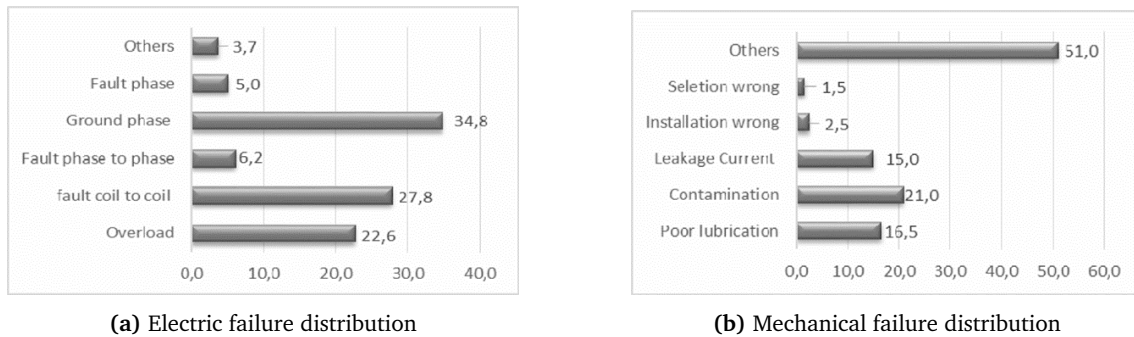 Others 3,7
Fault phase 5,0
Ground phase 34,8
Fault phase to phase 6,2
fault coil to coil 27,8
Overload 22,6
0,0 10,0 20,0 30,0 40,0
(a) Electric failure distribution
Others 51,0
Seletion wrong 1,5
Installation wrong 2,5
Leakage Current 15,0
Contamination 21,0
Poor lubrication 16,5
0,0 10,0 20,0 30,0 40,0 50,0 60,0
(b) Mechanical failure distribution